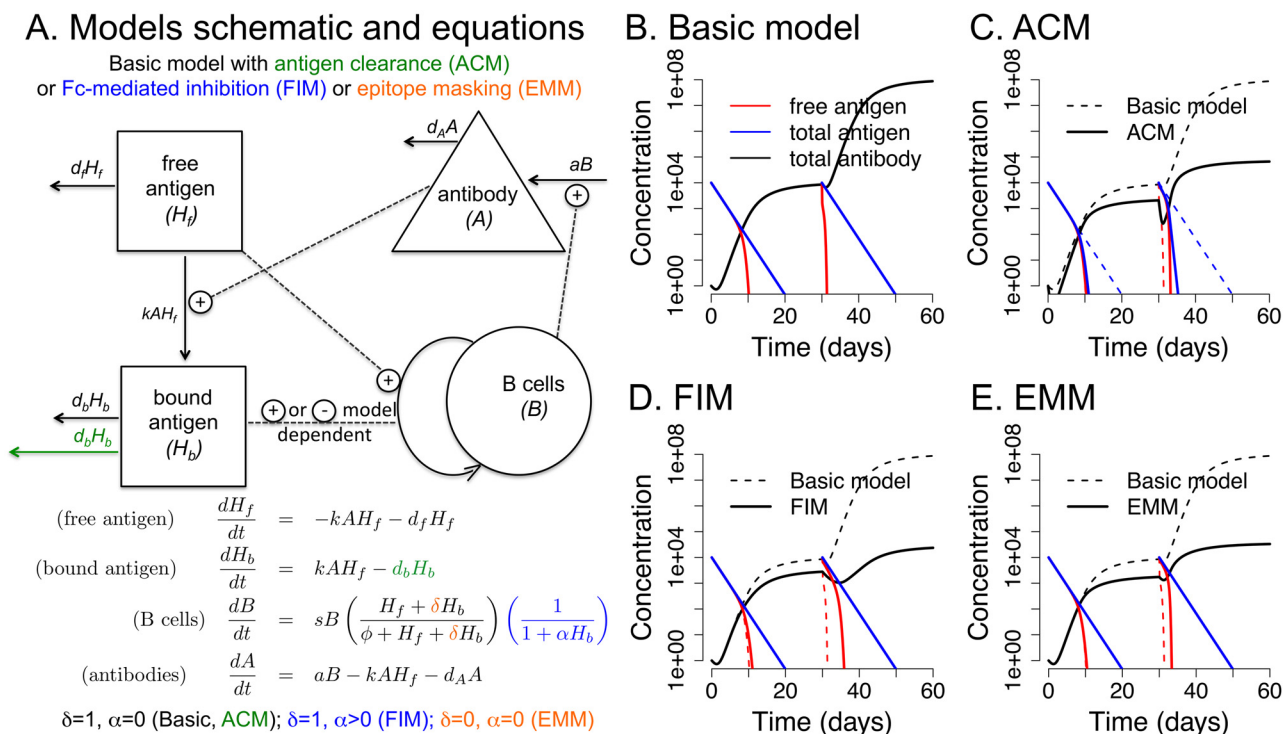 A. Models schematic and equations
Basic model with antigen clearance (ACM)
or Fc-mediated inhibition (FIM) or epitope masking (EMM)
d_f H_f
free
antigen
(H_f)
d_A A
antibody
(A)
aB
+
kAH_f
+
+
d_b H_b
d_b H_b
bound
antigen
(H_b)
+ or - model
dependent
B cells
(B)
(free antigen) dH_f/dt = -kAH_f - d_f H_f
(bound antigen) dH_b/dt = kAH_f - d_b H_b
(B cells) dB/dt = sB ( (H_f + δH_b) / (ϕ + H_f + δH_b) ) ( 1 / (1 + αH_b) )
(antibodies) dA/dt = aB - kAH_f - d_A A
δ=1, α=0 (Basic, ACM); δ=1, α>0 (FIM); δ=0, α=0 (EMM)
B. Basic model
Concentration
1e+08
1e+04
1e+00
free antigen
total antigen
total antibody
0 20 40 60
Time (days)
C. ACM
Concentration
1e+08
1e+04
1e+00
Basic model
ACM
0 20 40 60
Time (days)
D. FIM
Concentration
1e+08
1e+04
1e+00
Basic model
FIM
0 20 40 60
Time (days)
E. EMM
Concentration
1e+08
1e+04
1e+00
Basic model
EMM
0 20 40 60
Time (days)